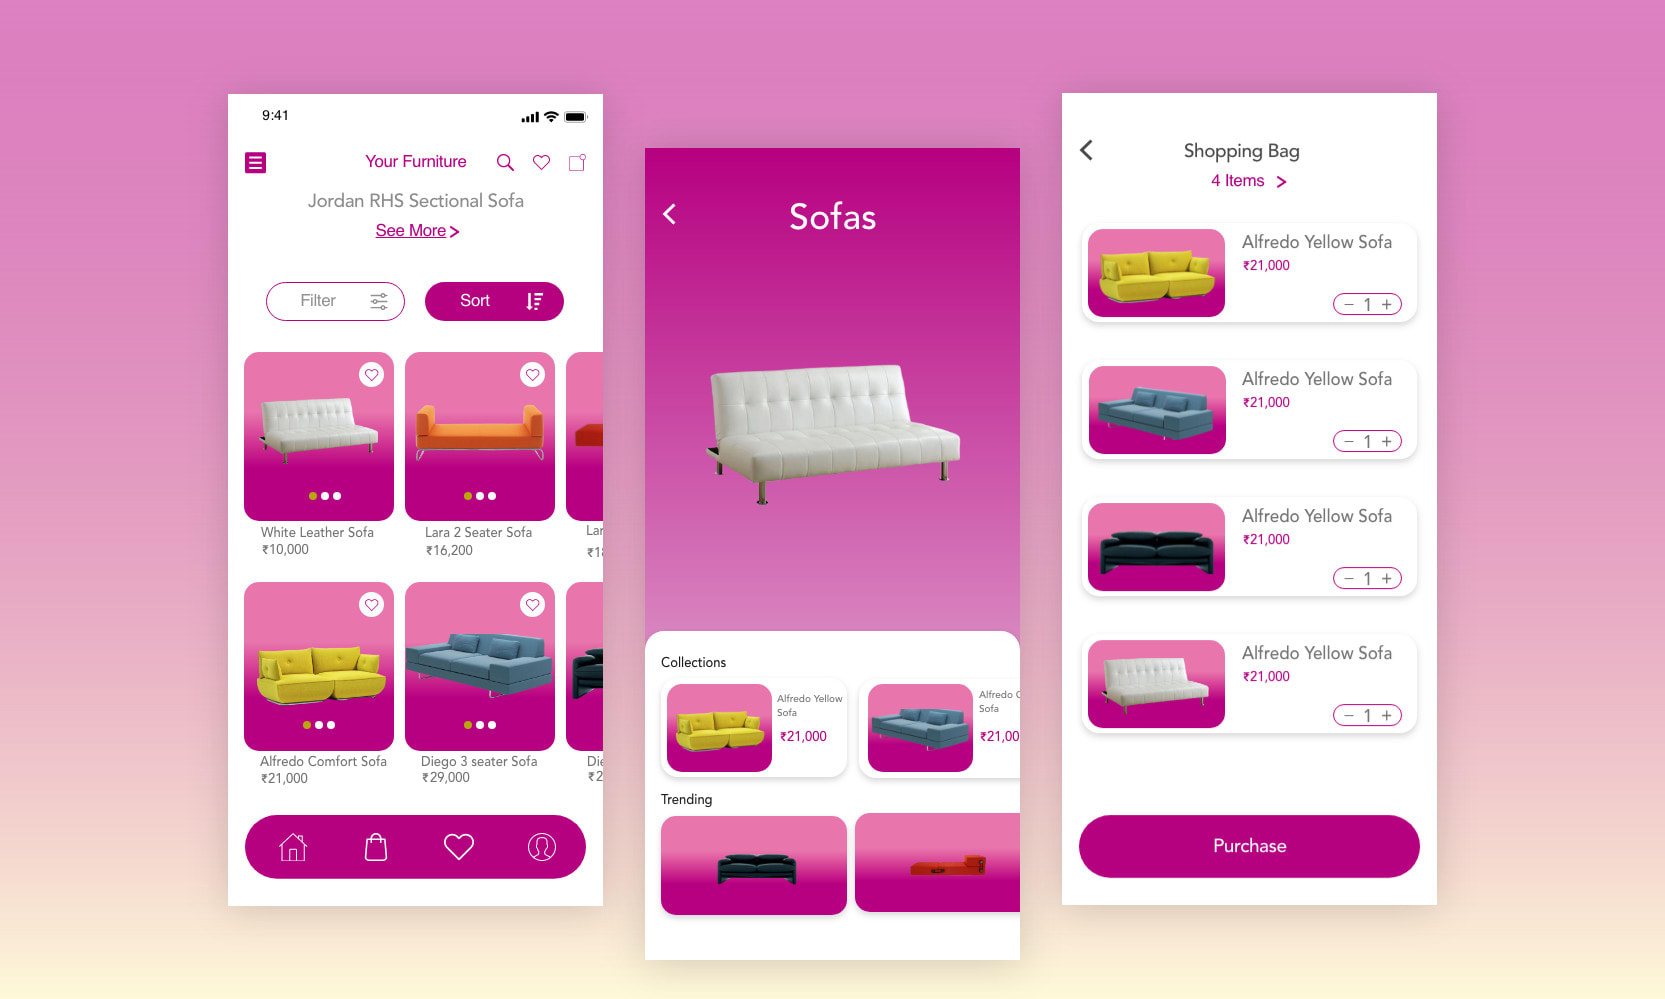 9:41
Your Furniture
Jordan RHS Sectional Sofa
See More >
Filter
Sort
White Leather Sofa
₹10,000
Lara 2 Seater Sofa
₹16,200
Lar
₹1
Alfredo Comfort Sofa
₹21,000
Diego 3 seater Sofa
₹29,000
Die
₹2
Sofas
Collections
Alfredo Yellow
Sofa
₹21,000
Alfredo
Sofa
₹21,00
Trending
Shopping Bag
4 Items >
Alfredo Yellow Sofa
₹21,000
− 1 +
Alfredo Yellow Sofa
₹21,000
− 1 +
Alfredo Yellow Sofa
₹21,000
− 1 +
Alfredo Yellow Sofa
₹21,000
− 1 +
Purchase